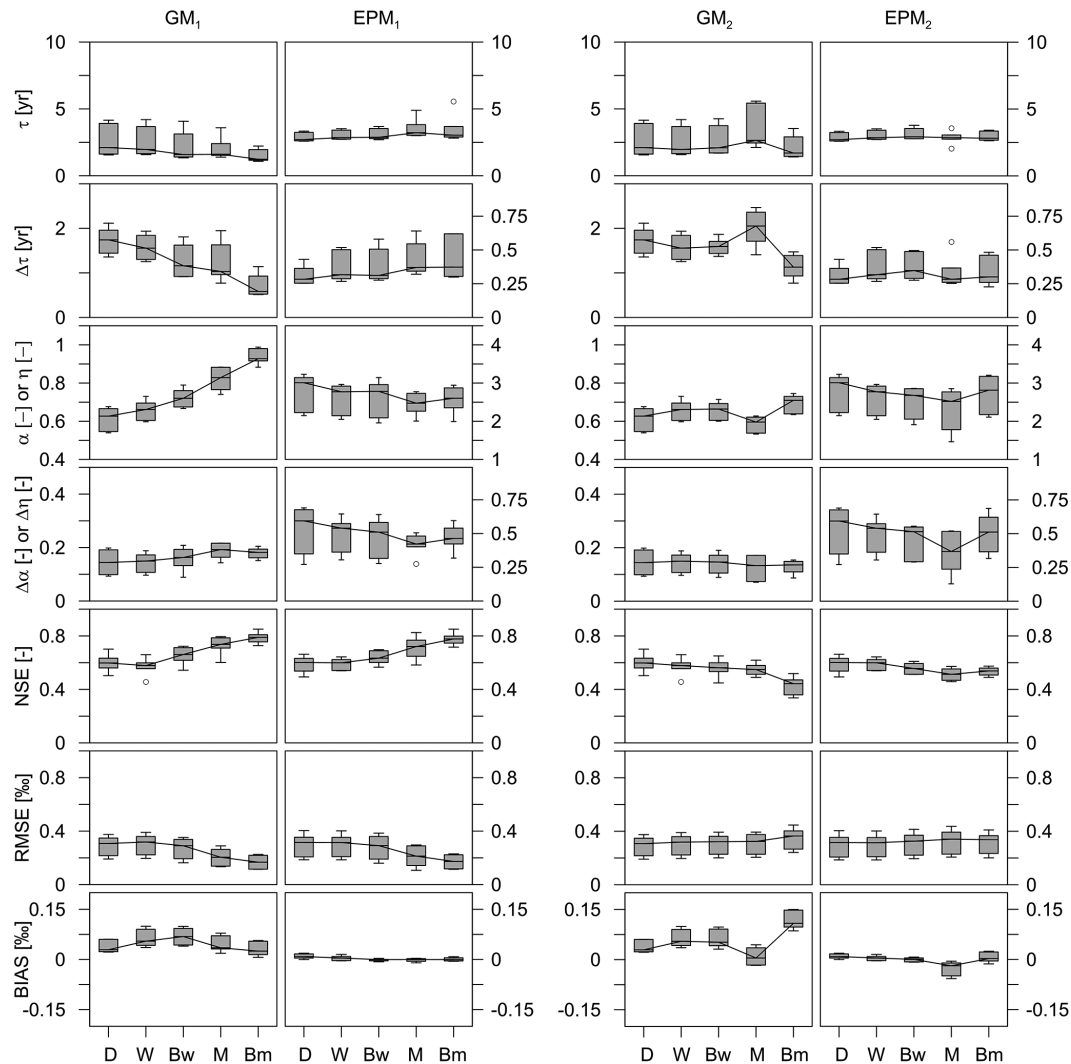 GM₁ EPM₁ GM₂ EPM₂
10 10 10 10
τ [yr] 5 5 5 5
0 0 0 0
0.75 0.75
Δτ [yr] 2 0.5 2 0.5
0.25 0.25
0 0 0 0
1 4 1 4
α [−] or η [−] 0.8 3 0.8 3
0.6 2 0.6 2
0.4 1 0.4 1
0.4 0.75 0.4 0.75
Δα [-] or Δη [-] 0.2 0.5 0.2 0.5
0.25 0.25
0 0 0 0
0.8 0.8 0.8 0.8
NSE [-] 0.4 0.4 0.4 0.4
0 0 0 0
0.8 0.8 0.8 0.8
RMSE [‰] 0.4 0.4 0.4 0.4
0 0 0 0
0.15 0.15 0.15 0.15
BIAS [‰] 0 0 0 0
-0.15 -0.15 -0.15 -0.15
D W Bw M Bm D W Bw M Bm D W Bw M Bm D W Bw M Bm